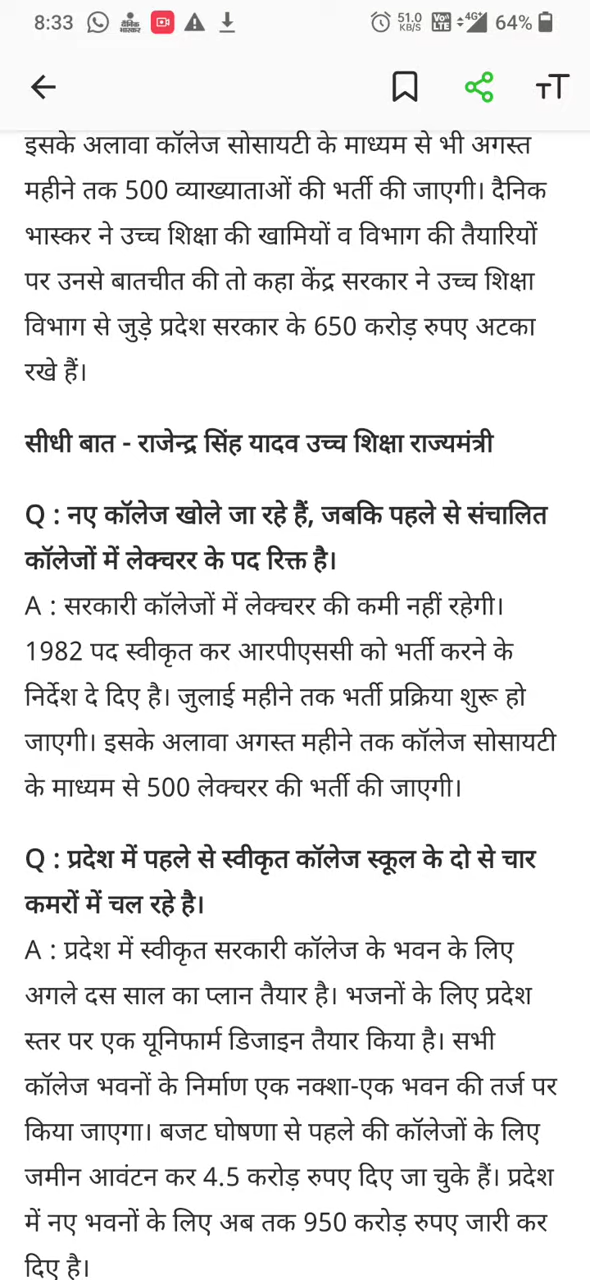 8:33 दैनिक भास्कर 51.0 KB/S Vo LTE 4G+ 64%
TT
इसके अलावा कॉलेज सोसायटी के माध्यम से भी अगस्त
महीने तक 500 व्याख्याताओं की भर्ती की जाएगी। दैनिक
भास्कर ने उच्च शिक्षा की खामियों व विभाग की तैयारियों
पर उनसे बातचीत की तो कहा केंद्र सरकार ने उच्च शिक्षा
विभाग से जुड़े प्रदेश सरकार के 650 करोड़ रुपए अटका
रखे हैं।
सीधी बात - राजेन्द्र सिंह यादव उच्च शिक्षा राज्यमंत्री
Q : नए कॉलेज खोले जा रहे हैं, जबकि पहले से संचालित
कॉलेजों में लेक्चरर के पद रिक्त है।
A : सरकारी कॉलेजों में लेक्चरर की कमी नहीं रहेगी।
1982 पद स्वीकृत कर आरपीएससी को भर्ती करने के
निर्देश दे दिए है। जुलाई महीने तक भर्ती प्रक्रिया शुरू हो
जाएगी। इसके अलावा अगस्त महीने तक कॉलेज सोसायटी
के माध्यम से 500 लेक्चरर की भर्ती की जाएगी।
Q : प्रदेश में पहले से स्वीकृत कॉलेज स्कूल के दो से चार
कमरों में चल रहे है।
A : प्रदेश में स्वीकृत सरकारी कॉलेज के भवन के लिए
अगले दस साल का प्लान तैयार है। भजनों के लिए प्रदेश
स्तर पर एक यूनिफार्म डिजाइन तैयार किया है। सभी
कॉलेज भवनों के निर्माण एक नक्शा-एक भवन की तर्ज पर
किया जाएगा। बजट घोषणा से पहले की कॉलेजों के लिए
जमीन आवंटन कर 4.5 करोड़ रुपए दिए जा चुके हैं। प्रदेश
में नए भवनों के लिए अब तक 950 करोड़ रुपए जारी कर
दिए है।